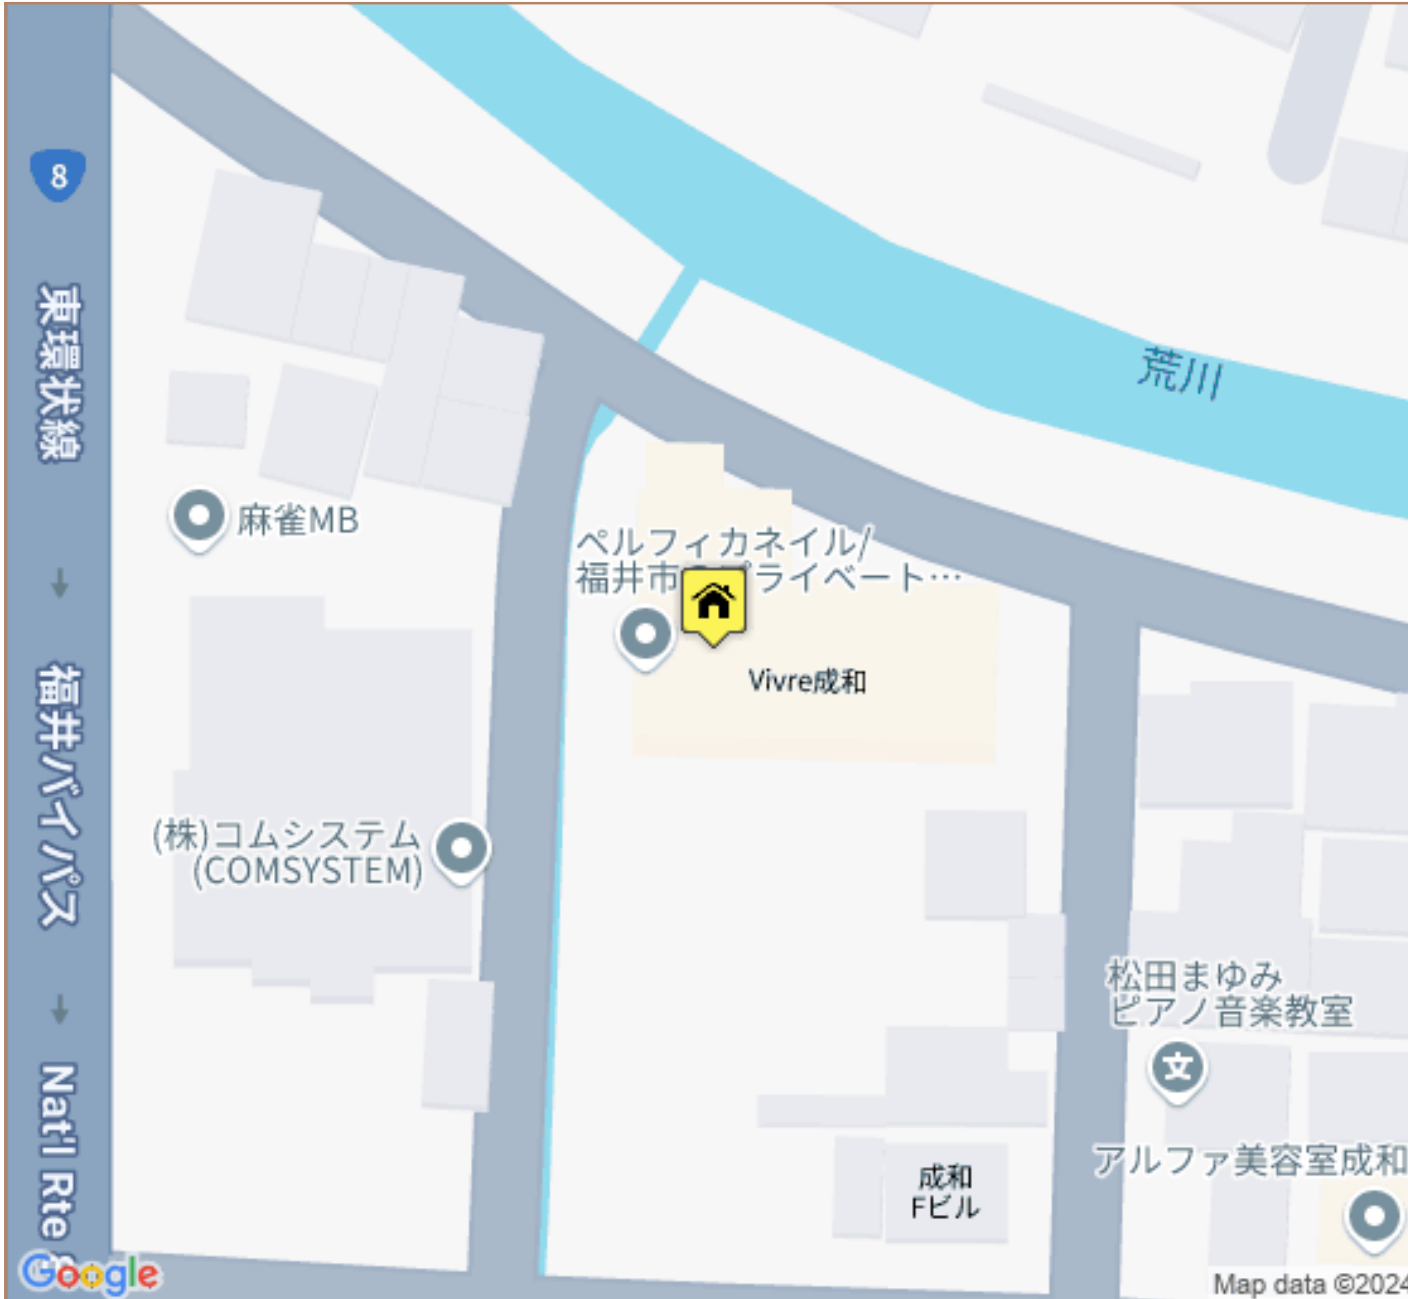 8
東環状線
福井バイパス
Nat'l Rte
荒川
麻雀MB
ペルフィカネイル/
福井市のプライベート…
Vivre成和
(株)コムシステム
(COMSYSTEM)
松田まゆみ
ピアノ音楽教室
文
アルファ美容室成和
成和
Fビル
Google
Map data ©2024